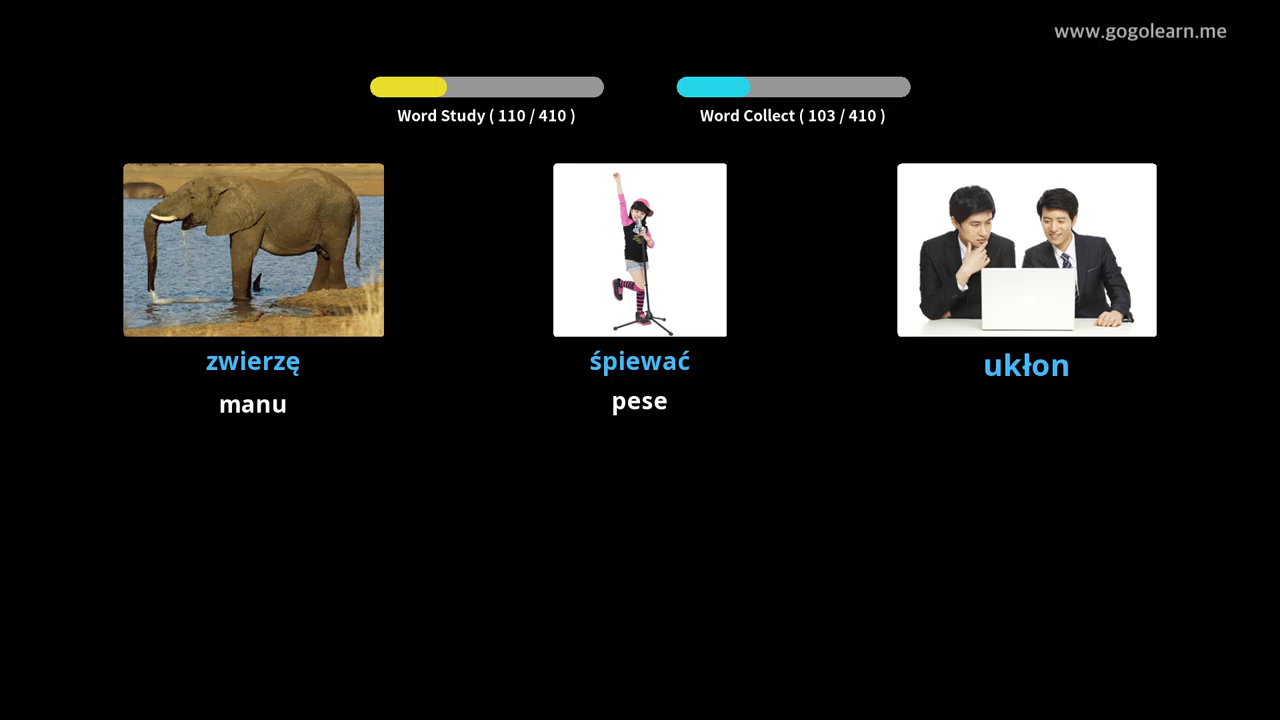 www.gogolearn.me
Word Study ( 110 / 410 )
Word Collect ( 103 / 410 )
zwierzę
śpiewać
ukłon
manu
pese